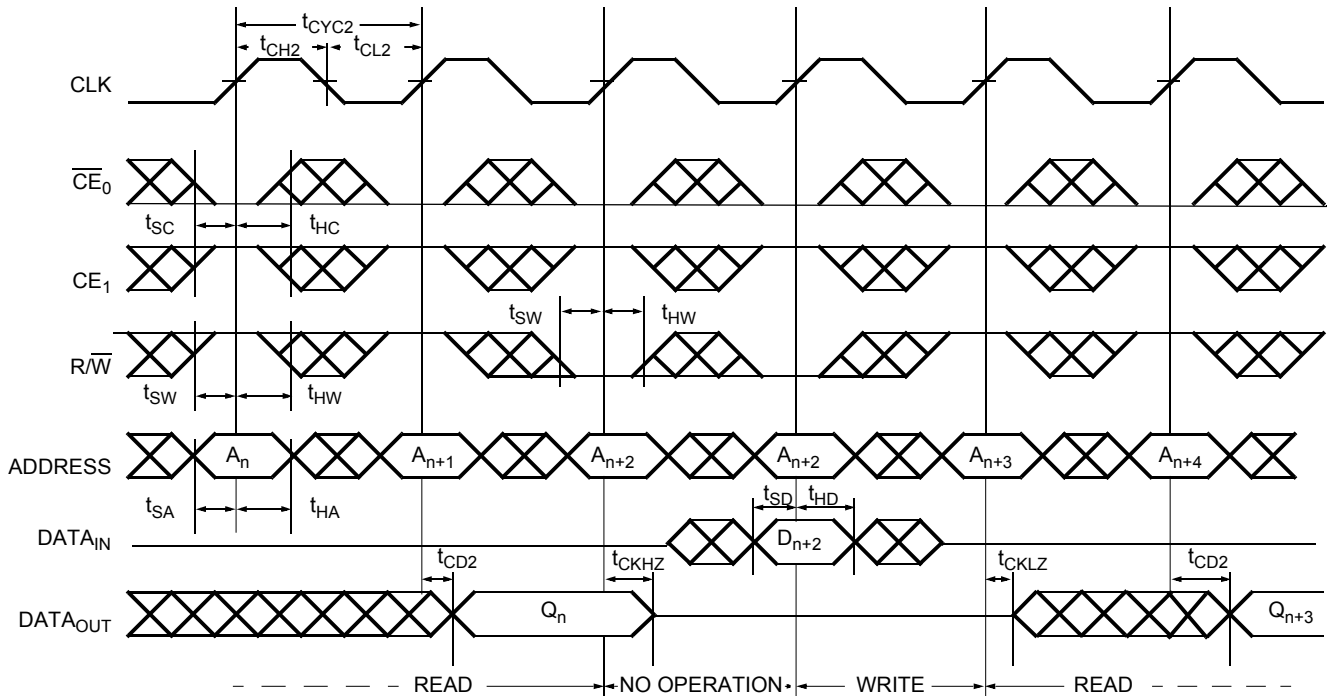 tCYC2
tCH2 tCL2
CLK
CE0
tSC tHC
CE1
tSW tHW
R/W
tSW tHW
ADDRESS An An+1 An+2 An+2 An+3 An+4
tSA tHA tSD tHD
DATAIN Dn+2
tCD2 tCKHZ tCKLZ tCD2
DATAOUT Qn Qn+3
READ NO OPERATION WRITE READ